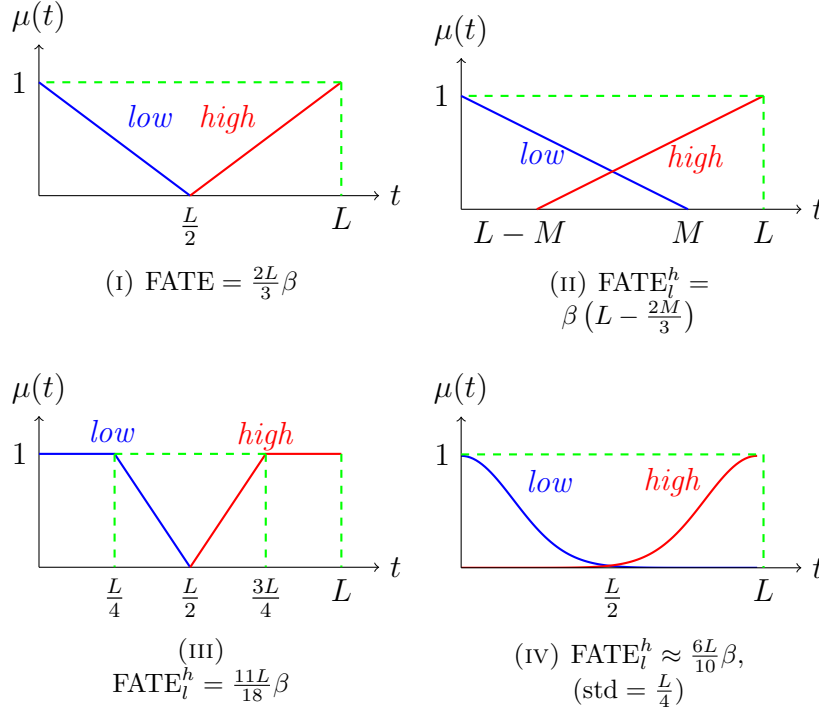 μ(t)
1
low
high
t
L/2
L
(I) FATE = 2L/3 β
μ(t)
1
low
high
t
L − M
M
L
(II) FATE_l^h =
β (L − 2M/3)
μ(t)
1
low
high
t
L/4
L/2
3L/4
L
(III)
FATE_l^h = 11L/18 β
μ(t)
1
low
high
t
L/2
L
(IV) FATE_l^h ≈ 6L/10 β,
(std = L/4)